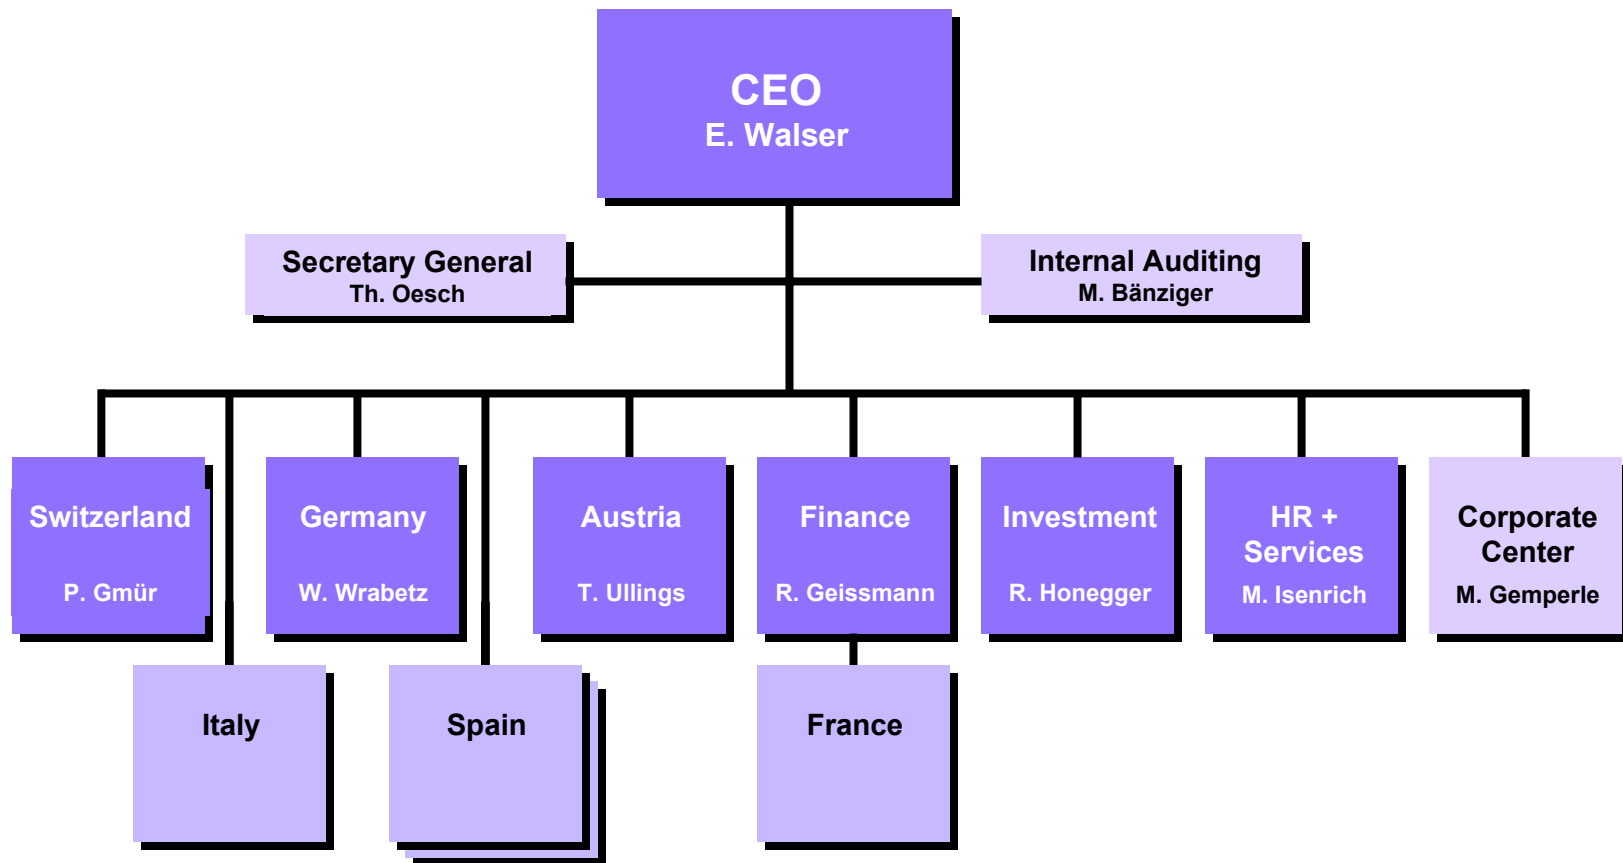 CEO
E. Walser
Secretary General
Th. Oesch
Internal Auditing
M. Bänziger
Switzerland
P. Gmür
Germany
W. Wrabetz
Austria
T. Ullings
Finance
R. Geissmann
Investment
R. Honegger
HR +
Services
M. Isenrich
Corporate
Center
M. Gemperle
Italy
Spain
France